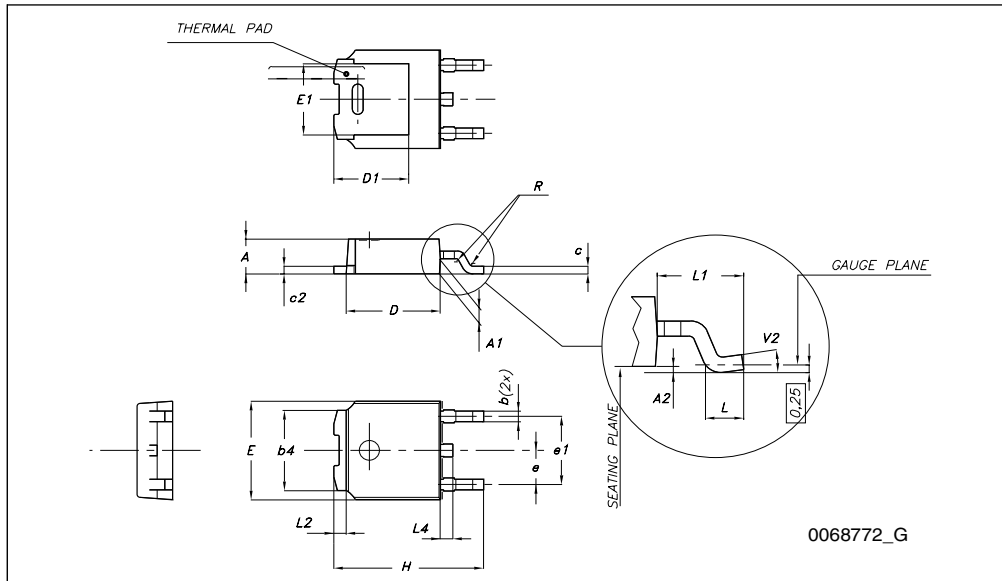 THERMAL PAD
E1
D1
R
A
c
c2
D
A1
L1
GAUGE PLANE
V2
A2
L
0,25
SEATING PLANE
b(2x)
E
b4
e
e1
L2
L4
H
0068772_G